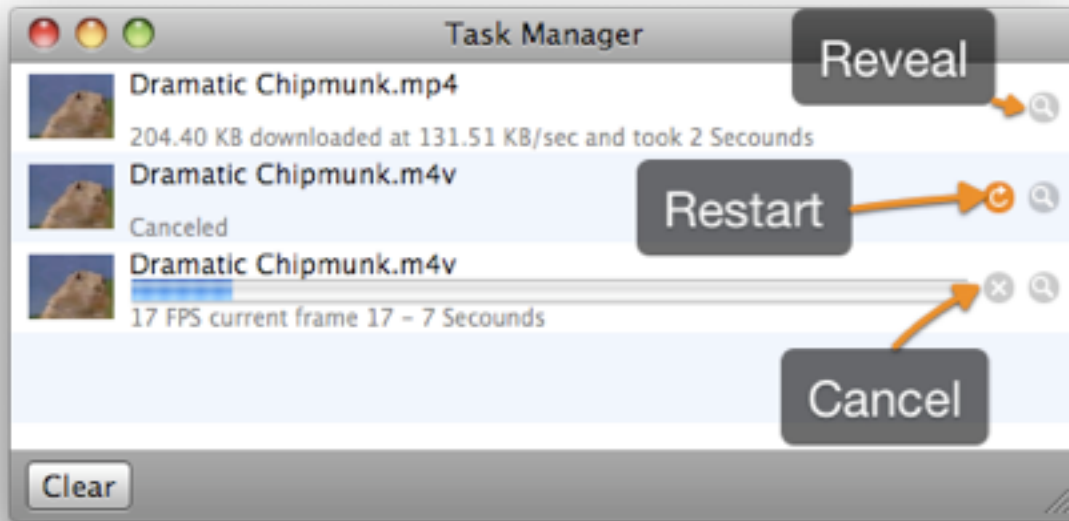 Task Manager
Reveal
Dramatic Chipmunk.mp4
204.40 KB downloaded at 131.51 KB/sec and took 2 Secounds
Dramatic Chipmunk.m4v
Restart
Canceled
Dramatic Chipmunk.m4v
17 FPS current frame 17 – 7 Secounds
Cancel
Clear